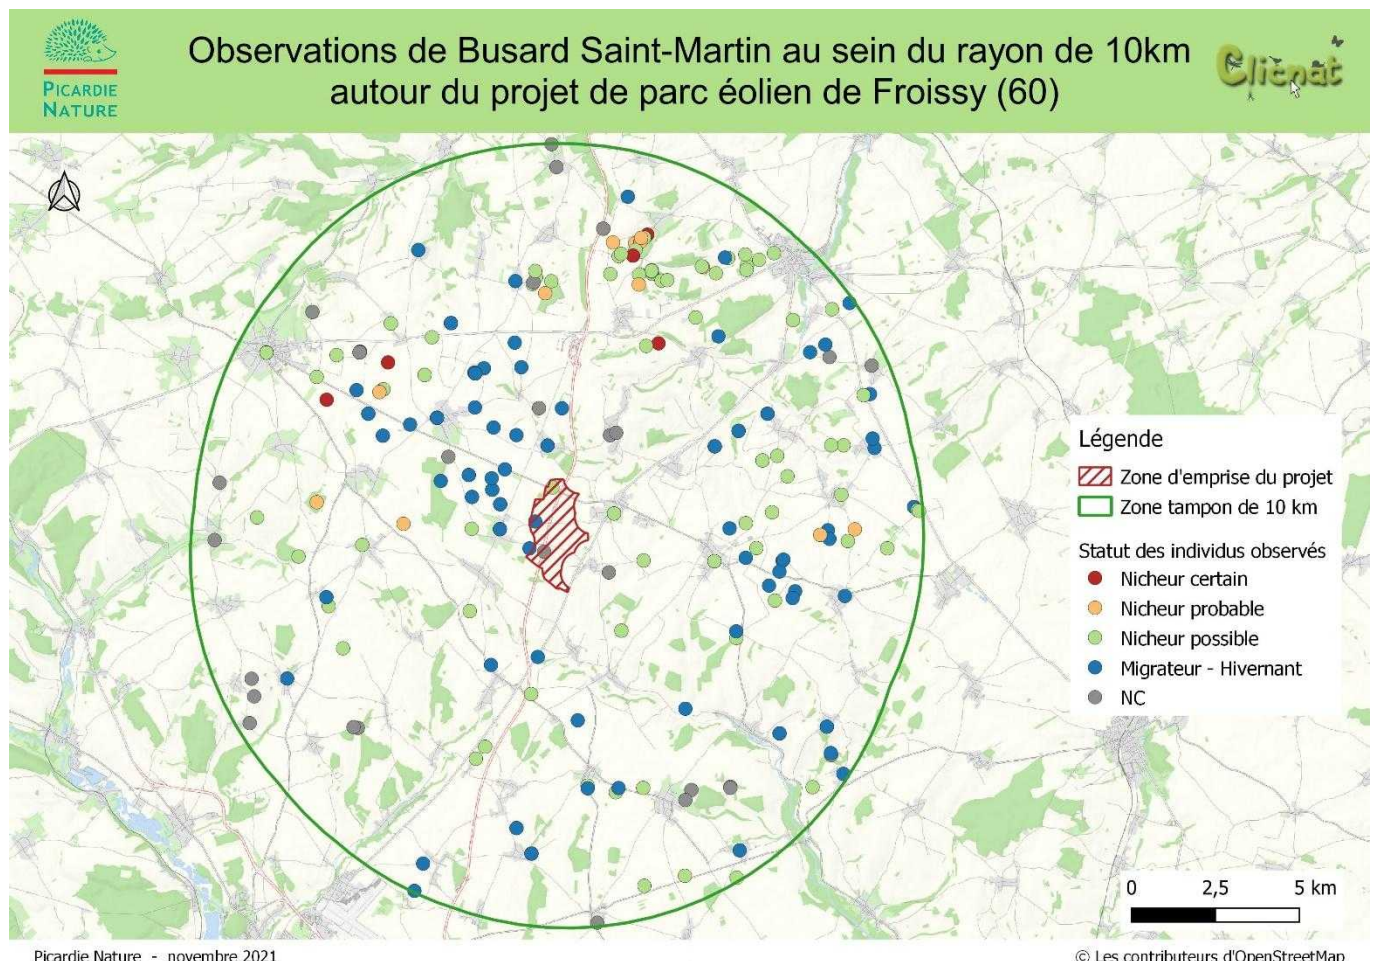 Observations de Busard Saint-Martin au sein du rayon de 10km
autour du projet de parc éolien de Froissy (60)
PICARDIE
NATURE
Clicnat
Légende
Zone d'emprise du projet
Zone tampon de 10 km
Statut des individus observés
Nicheur certain
Nicheur probable
Nicheur possible
Migrateur - Hivernant
NC
0 2,5 5 km
Picardie Nature - novembre 2021
© Les contributeurs d'OpenStreetMap